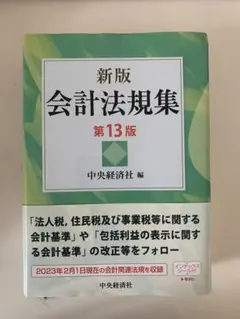 新版
会計法規集
第13版
中央経済社 編
「法人税，住民税及び事業税等に関する
会計基準」や「包括利益の表示に関
する会計基準」の改正等をフォロー
2023年2月1日現在の会計関連法規を収録
中央経済社